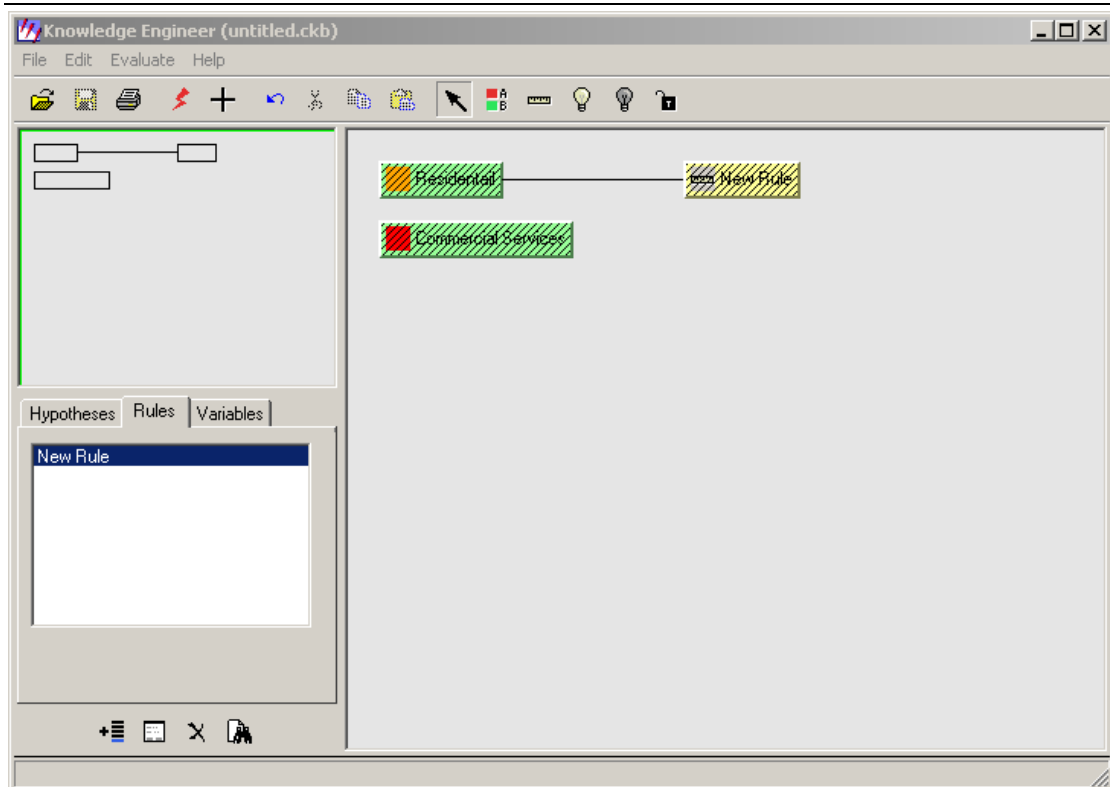 Knowledge Engineer (untitled.ckb)
File Edit Evaluate Help
A
B
Residentail
New Rule
Commercial Services
Hypotheses Rules Variables
New Rule